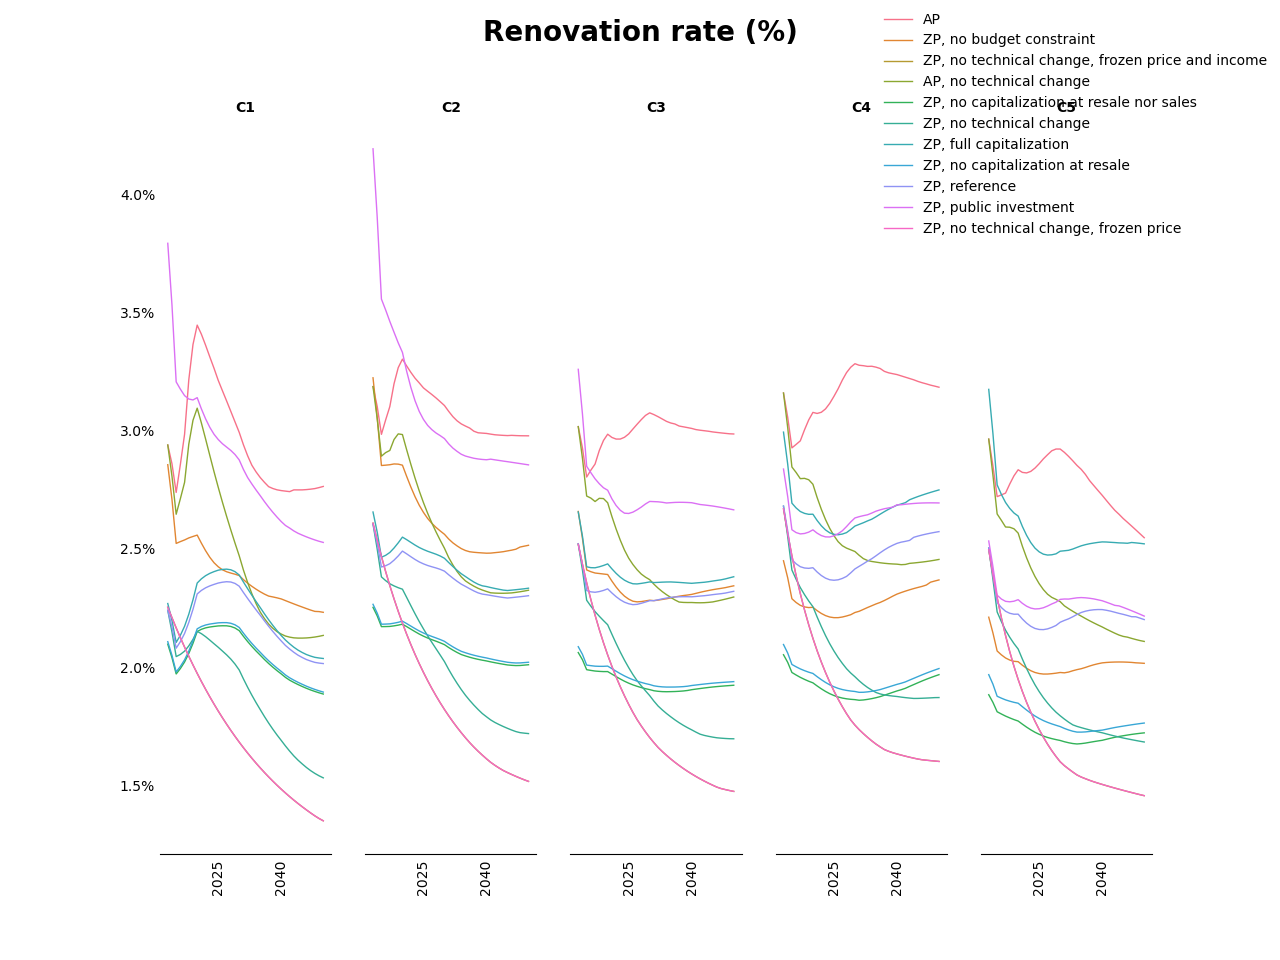 Renovation rate (%)
AP
ZP, no budget constraint
ZP, no technical change, frozen price and income
AP, no technical change
ZP, no capitalization at resale nor sales
ZP, no technical change
ZP, full capitalization
ZP, no capitalization at resale
ZP, reference
ZP, public investment
ZP, no technical change, frozen price
C1
C2
C3
C4
C5
4.0%
3.5%
3.0%
2.5%
2.0%
1.5%
2025
2040
2025
2040
2025
2040
2025
2040
2025
2040